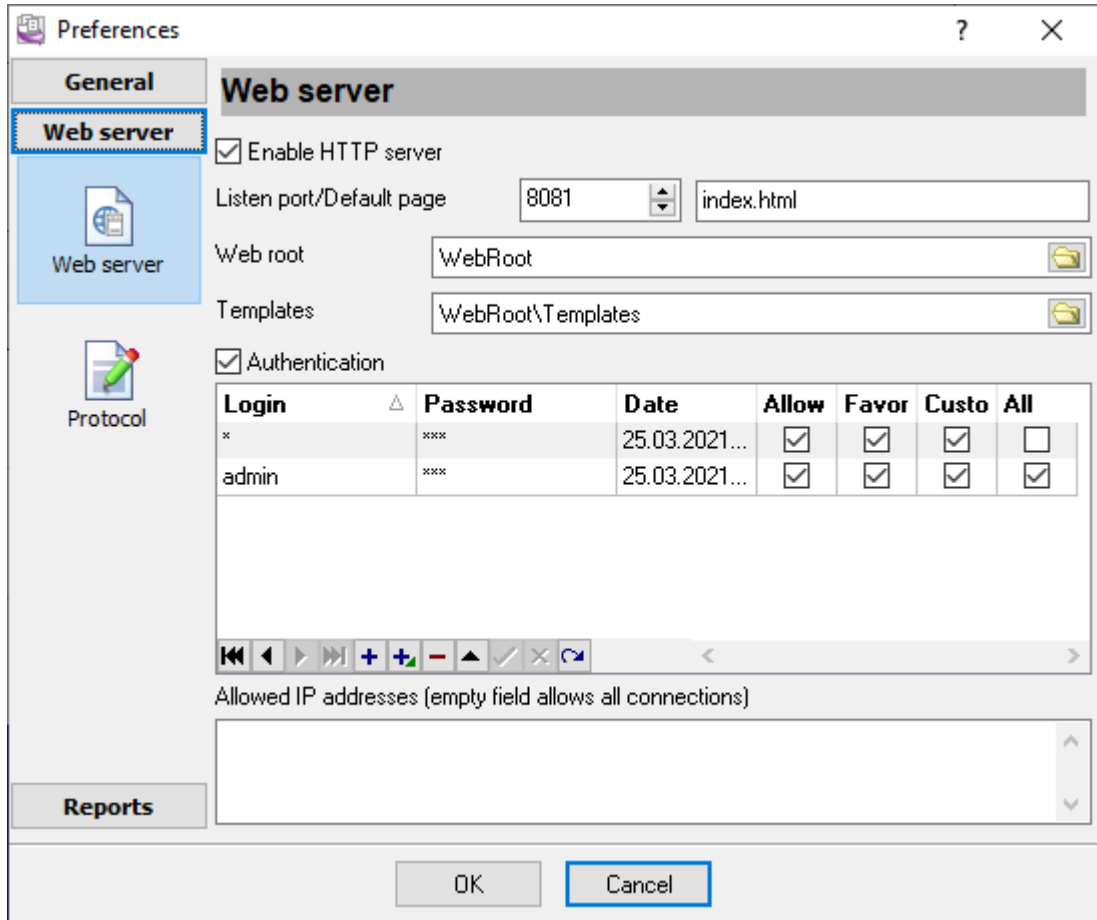 Preferences
General
Web server
Web server
Protocol
Reports
Web server
Enable HTTP server
Listen port/Default page 8081 index.html
Web root WebRoot
Templates WebRoot\Templates
Authentication
Login Password Date Allow Favor Custo All
* *** 25.03.2021...
admin *** 25.03.2021...
Allowed IP addresses (empty field allows all connections)
OK Cancel